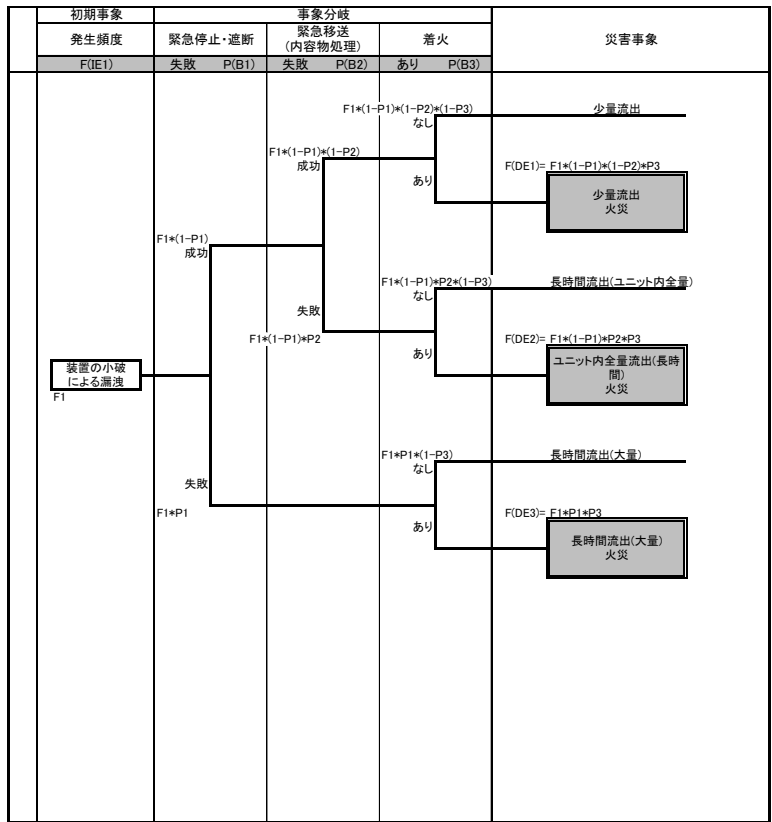 初期事象
事象分岐
災害事象
発生頻度
緊急停止・遮断
緊急移送
(内容物処理)
着火
F(IE1)
失敗 P(B1)
失敗 P(B2)
あり P(B3)
F1*(1-P1)*(1-P2)*(1-P3)
なし
少量流出
F1*(1-P1)*(1-P2)
成功
あり
F(DE1)= F1*(1-P1)*(1-P2)*P3
少量流出
火災
F1*(1-P1)
成功
F1*(1-P1)*P2*(1-P3)
なし
長時間流出(ユニット内全量)
失敗
F1*(1-P1)*P2
あり
F(DE2)= F1*(1-P1)*P2*P3
ユニット内全量流出(長時
間)
火災
装置の小破
による漏洩
F1
F1*P1*(1-P3)
なし
長時間流出(大量)
失敗
F1*P1
あり
F(DE3)= F1*P1*P3
長時間流出(大量)
火災